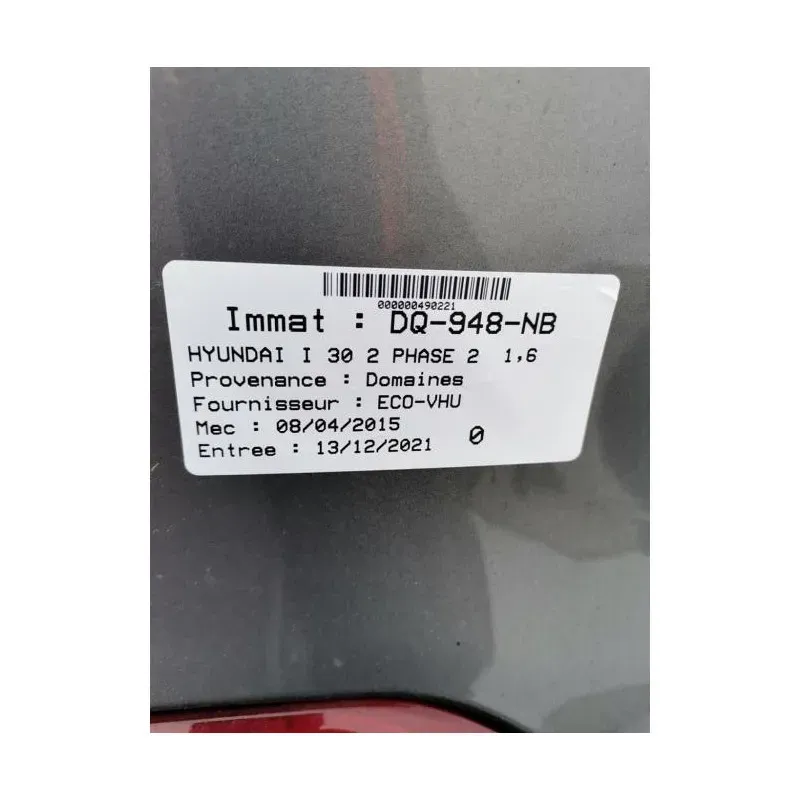 000000490221
Immat : DQ-948-NB
HYUNDAI I 30 2 PHASE 2 1,6
Provenance : Domaines
Fournisseur : ECO-VHU
Mec : 08/04/2015
Entree : 13/12/2021 0